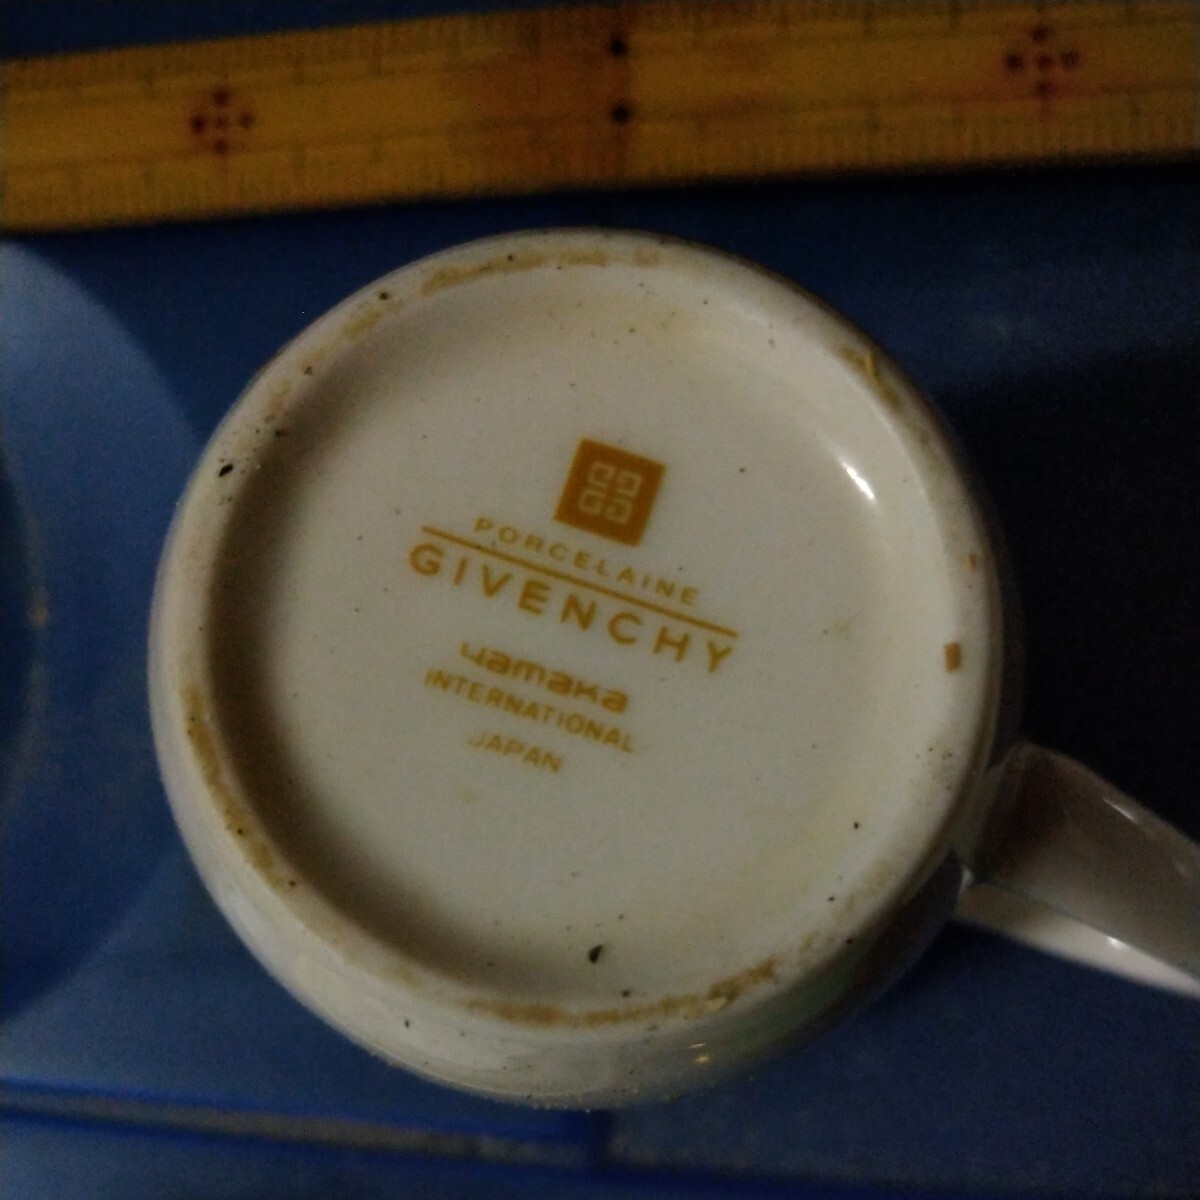 PORCELAINE
GIVENCHY
yamaka
INTERNATIONAL
JAPAN